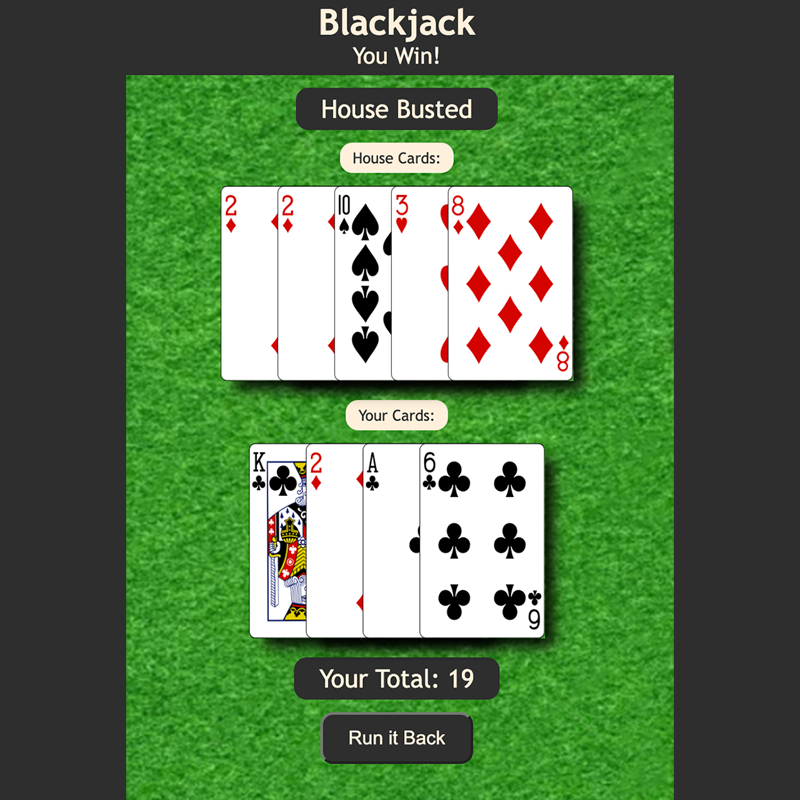 Blackjack
You Win!
House Busted
House Cards:
2 2 10 3 8
8
Your Cards:
K 2 A 6
6
Your Total: 19
Run it Back